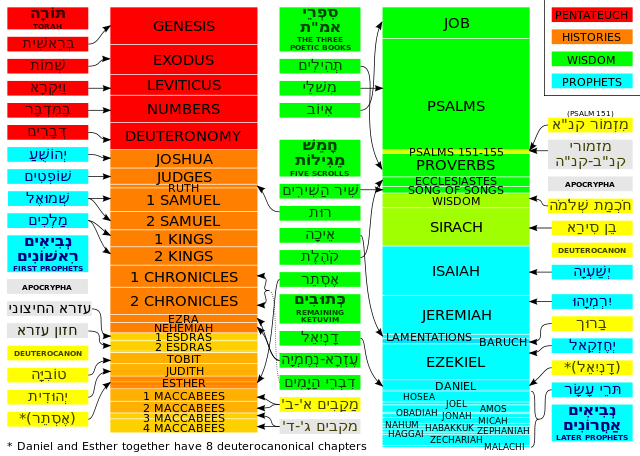 תּוֹרָה
TORAH
בְּרֵאשִׁית
שְׁמוֹת
וַיִּקְרָא
בְּמִדְבַּר
דְּבָרִים
יְהוֹשֻׁעַ
שׁוֹפְטִים
שְׁמוּאֵל
מְלָכִים
נְבִיאִים
רִאשׁוֹנִים
FIRST PROPHETS
APOCRYPHA
עזרא החיצוני
חזון עזרא
DEUTEROCANON
טוֹבִיָּה
יְהוּדִית
(אֶסְתֵר)*
GENESIS
EXODUS
LEVITICUS
NUMBERS
DEUTERONOMY
JOSHUA
JUDGES
RUTH
1 SAMUEL
2 SAMUEL
1 KINGS
2 KINGS
1 CHRONICLES
2 CHRONICLES
EZRA
NEHEMIAH
1 ESDRAS
2 ESDRAS
TOBIT
JUDITH
ESTHER
1 MACCABEES
2 MACCABEES
3 MACCABEES
4 MACCABEES
סִפְרֵי
אמ"ת
THE THREE
POETIC BOOKS
תְּהִילִים
מִשְׁלֵי
אִיּוֹב
חָמֵשׁ
מְגִילוֹת
FIVE SCROLLS
שִׁיר הַשִּׁירִים
רוּת
אֵיכָה
קֹהֶלֶת
אֶסְתֵר
כְּתוּבִים
REMAINING
KETUVIM
דָּנִיֵּאל
עֶזְרָא-נְחֶמְיָה
דִּבְרֵי הַיָּמִים
מַקַבִּים א'-ב'
מקבים ג'-ד'
JOB
PSALMS
PSALMS 151-155
PROVERBS
ECCLESIASTES
SONG OF SONGS
WISDOM
SIRACH
ISAIAH
JEREMIAH
LAMENTATIONS
BARUCH
EZEKIEL
DANIEL
HOSEA
JOEL
AMOS
OBADIAH
JONAH
MICAH
NAHUM
HABAKKUK
ZEPHANIAH
HAGGAI
ZECHARIAH
MALACHI
PENTATEUCH
HISTORIES
WISDOM
PROPHETS
(PSALM 151)
מִזְמוֹר קנ"א
מזמורי
קנ"ב-קנ"ה
APOCRYPHA
חָכְמַת שְׁלֹמֹה
בֶּן סִירָא
DEUTEROCANON
יְשַׁעְיָה
יִרְמְיָהוּ
בָּרוּךְ
יְחֶזְקֵאל
(דָנִיֵאל)*
תְּרֵי עָשָׂר
נְבִיאִים
אַחֲרוֹנִים
LATER PROPHETS
* Daniel and Esther together have 8 deuterocanonical chapters